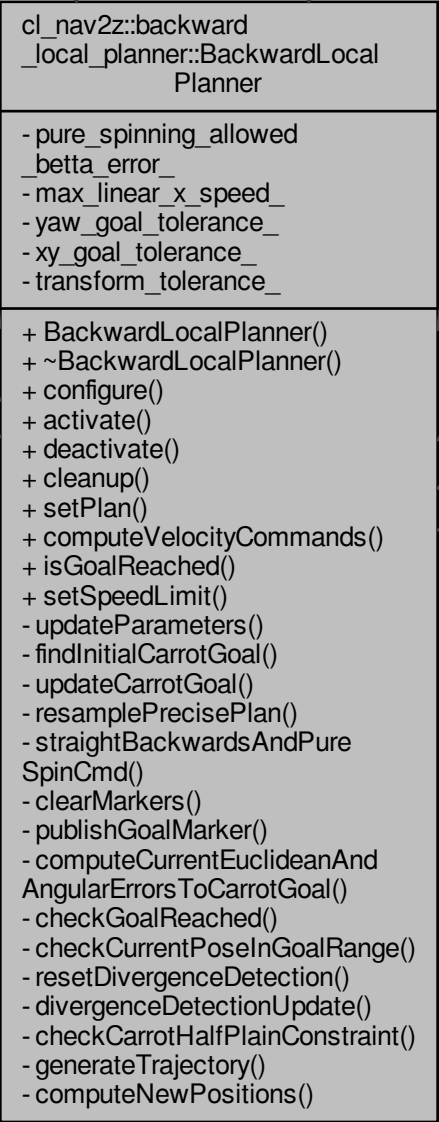 cl_nav2z::backward
_local_planner::BackwardLocal
Planner
- pure_spinning_allowed
_betta_error_
- max_linear_x_speed_
- yaw_goal_tolerance_
- xy_goal_tolerance_
- transform_tolerance_
+ BackwardLocalPlanner()
+ ~BackwardLocalPlanner()
+ configure()
+ activate()
+ deactivate()
+ cleanup()
+ setPlan()
+ computeVelocityCommands()
+ isGoalReached()
+ setSpeedLimit()
- updateParameters()
- findInitialCarrotGoal()
- updateCarrotGoal()
- resamplePrecisePlan()
- straightBackwardsAndPure
SpinCmd()
- clearMarkers()
- publishGoalMarker()
- computeCurrentEuclideanAnd
AngularErrorsToCarrotGoal()
- checkGoalReached()
- checkCurrentPoseInGoalRange()
- resetDivergenceDetection()
- divergenceDetectionUpdate()
- checkCarrotHalfPlainConstraint()
- generateTrajectory()
- computeNewPositions()